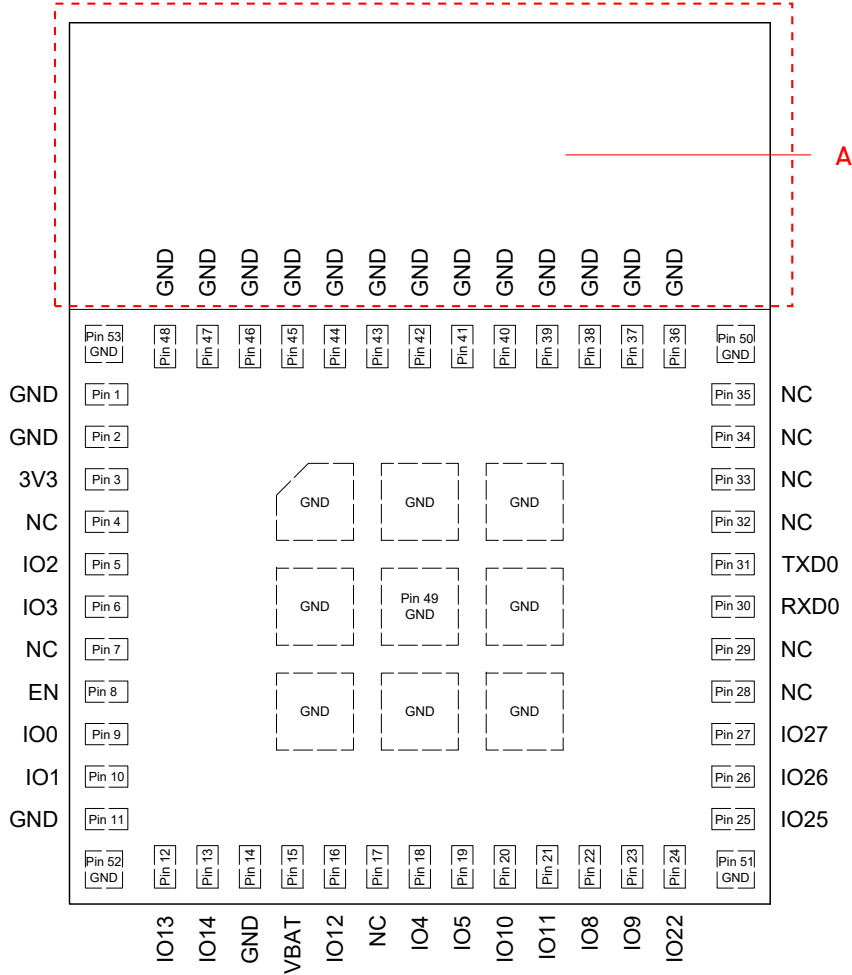 A
GND GND GND GND GND GND GND GND GND GND GND GND GND
Pin 53 GND
Pin 48 Pin 47 Pin 46 Pin 45 Pin 44 Pin 43 Pin 42 Pin 41 Pin 40 Pin 39 Pin 38 Pin 37 Pin 36
Pin 50 GND
GND Pin 1 Pin 35 NC
GND Pin 2 Pin 34 NC
3V3 Pin 3 Pin 33 NC
GND GND GND
NC Pin 4 Pin 32 NC
IO2 Pin 5 Pin 31 TXD0
IO3 Pin 6 GND Pin 49 GND GND Pin 30 RXD0
NC Pin 7 Pin 29 NC
EN Pin 8 Pin 28 NC
GND GND GND
IO0 Pin 9 Pin 27 IO27
IO1 Pin 10 Pin 26 IO26
GND Pin 11 Pin 25 IO25
Pin 52 GND
Pin 12 Pin 13 Pin 14 Pin 15 Pin 16 Pin 17 Pin 18 Pin 19 Pin 20 Pin 21 Pin 22 Pin 23 Pin 24
Pin 51 GND
IO13 IO14 GND VBAT IO12 NC IO4 IO5 IO10 IO11 IO8 IO9 IO22